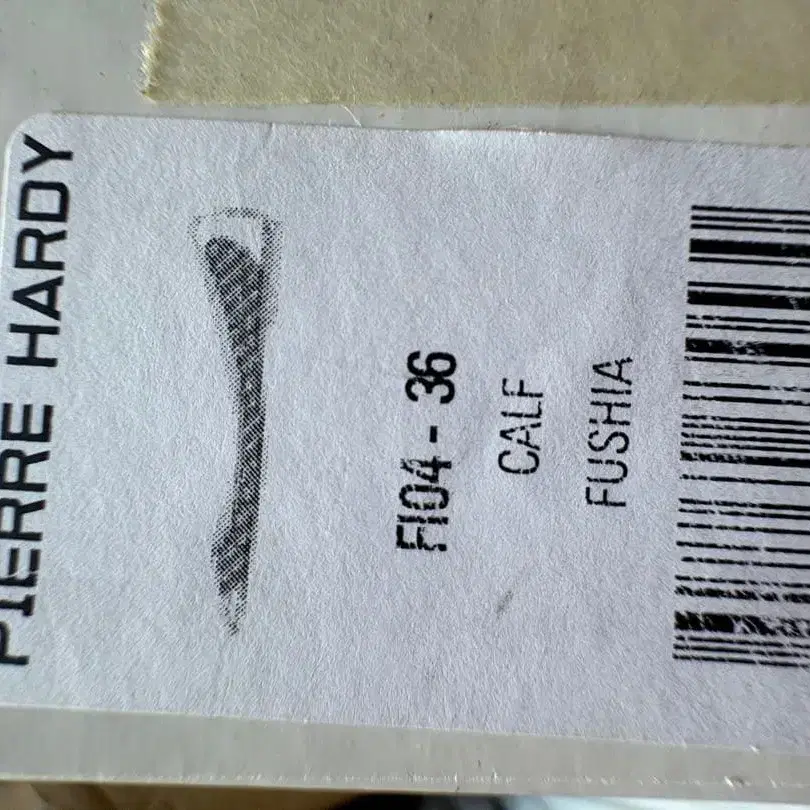 PIERRE HARDY
FI04 - 36
CALF
FUSHIA